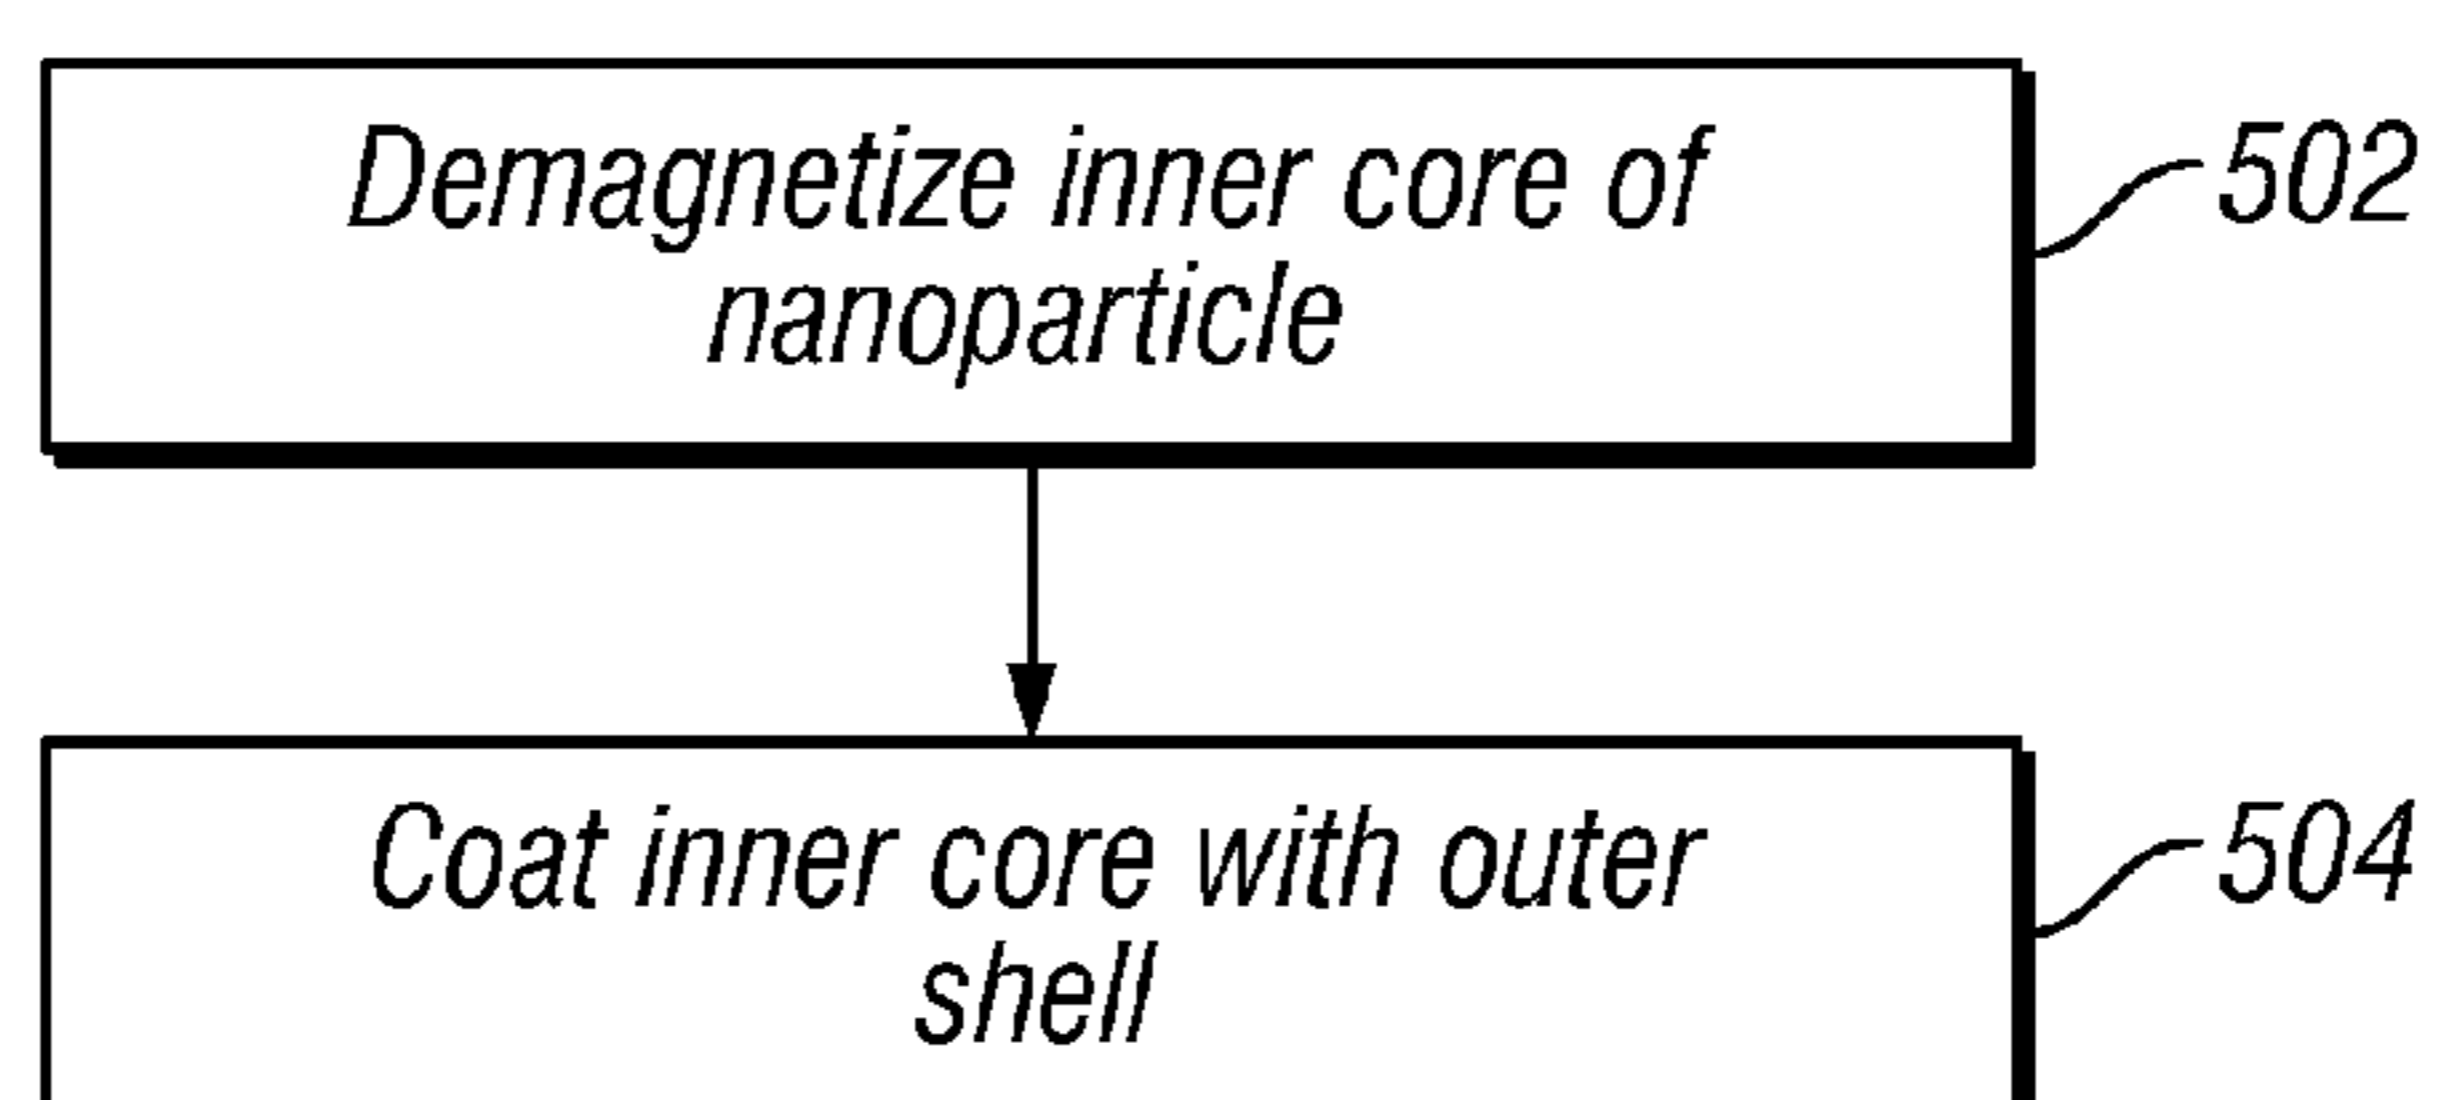 Demagnetize inner core of
nanoparticle
502
Coat inner core with outer
shell
504